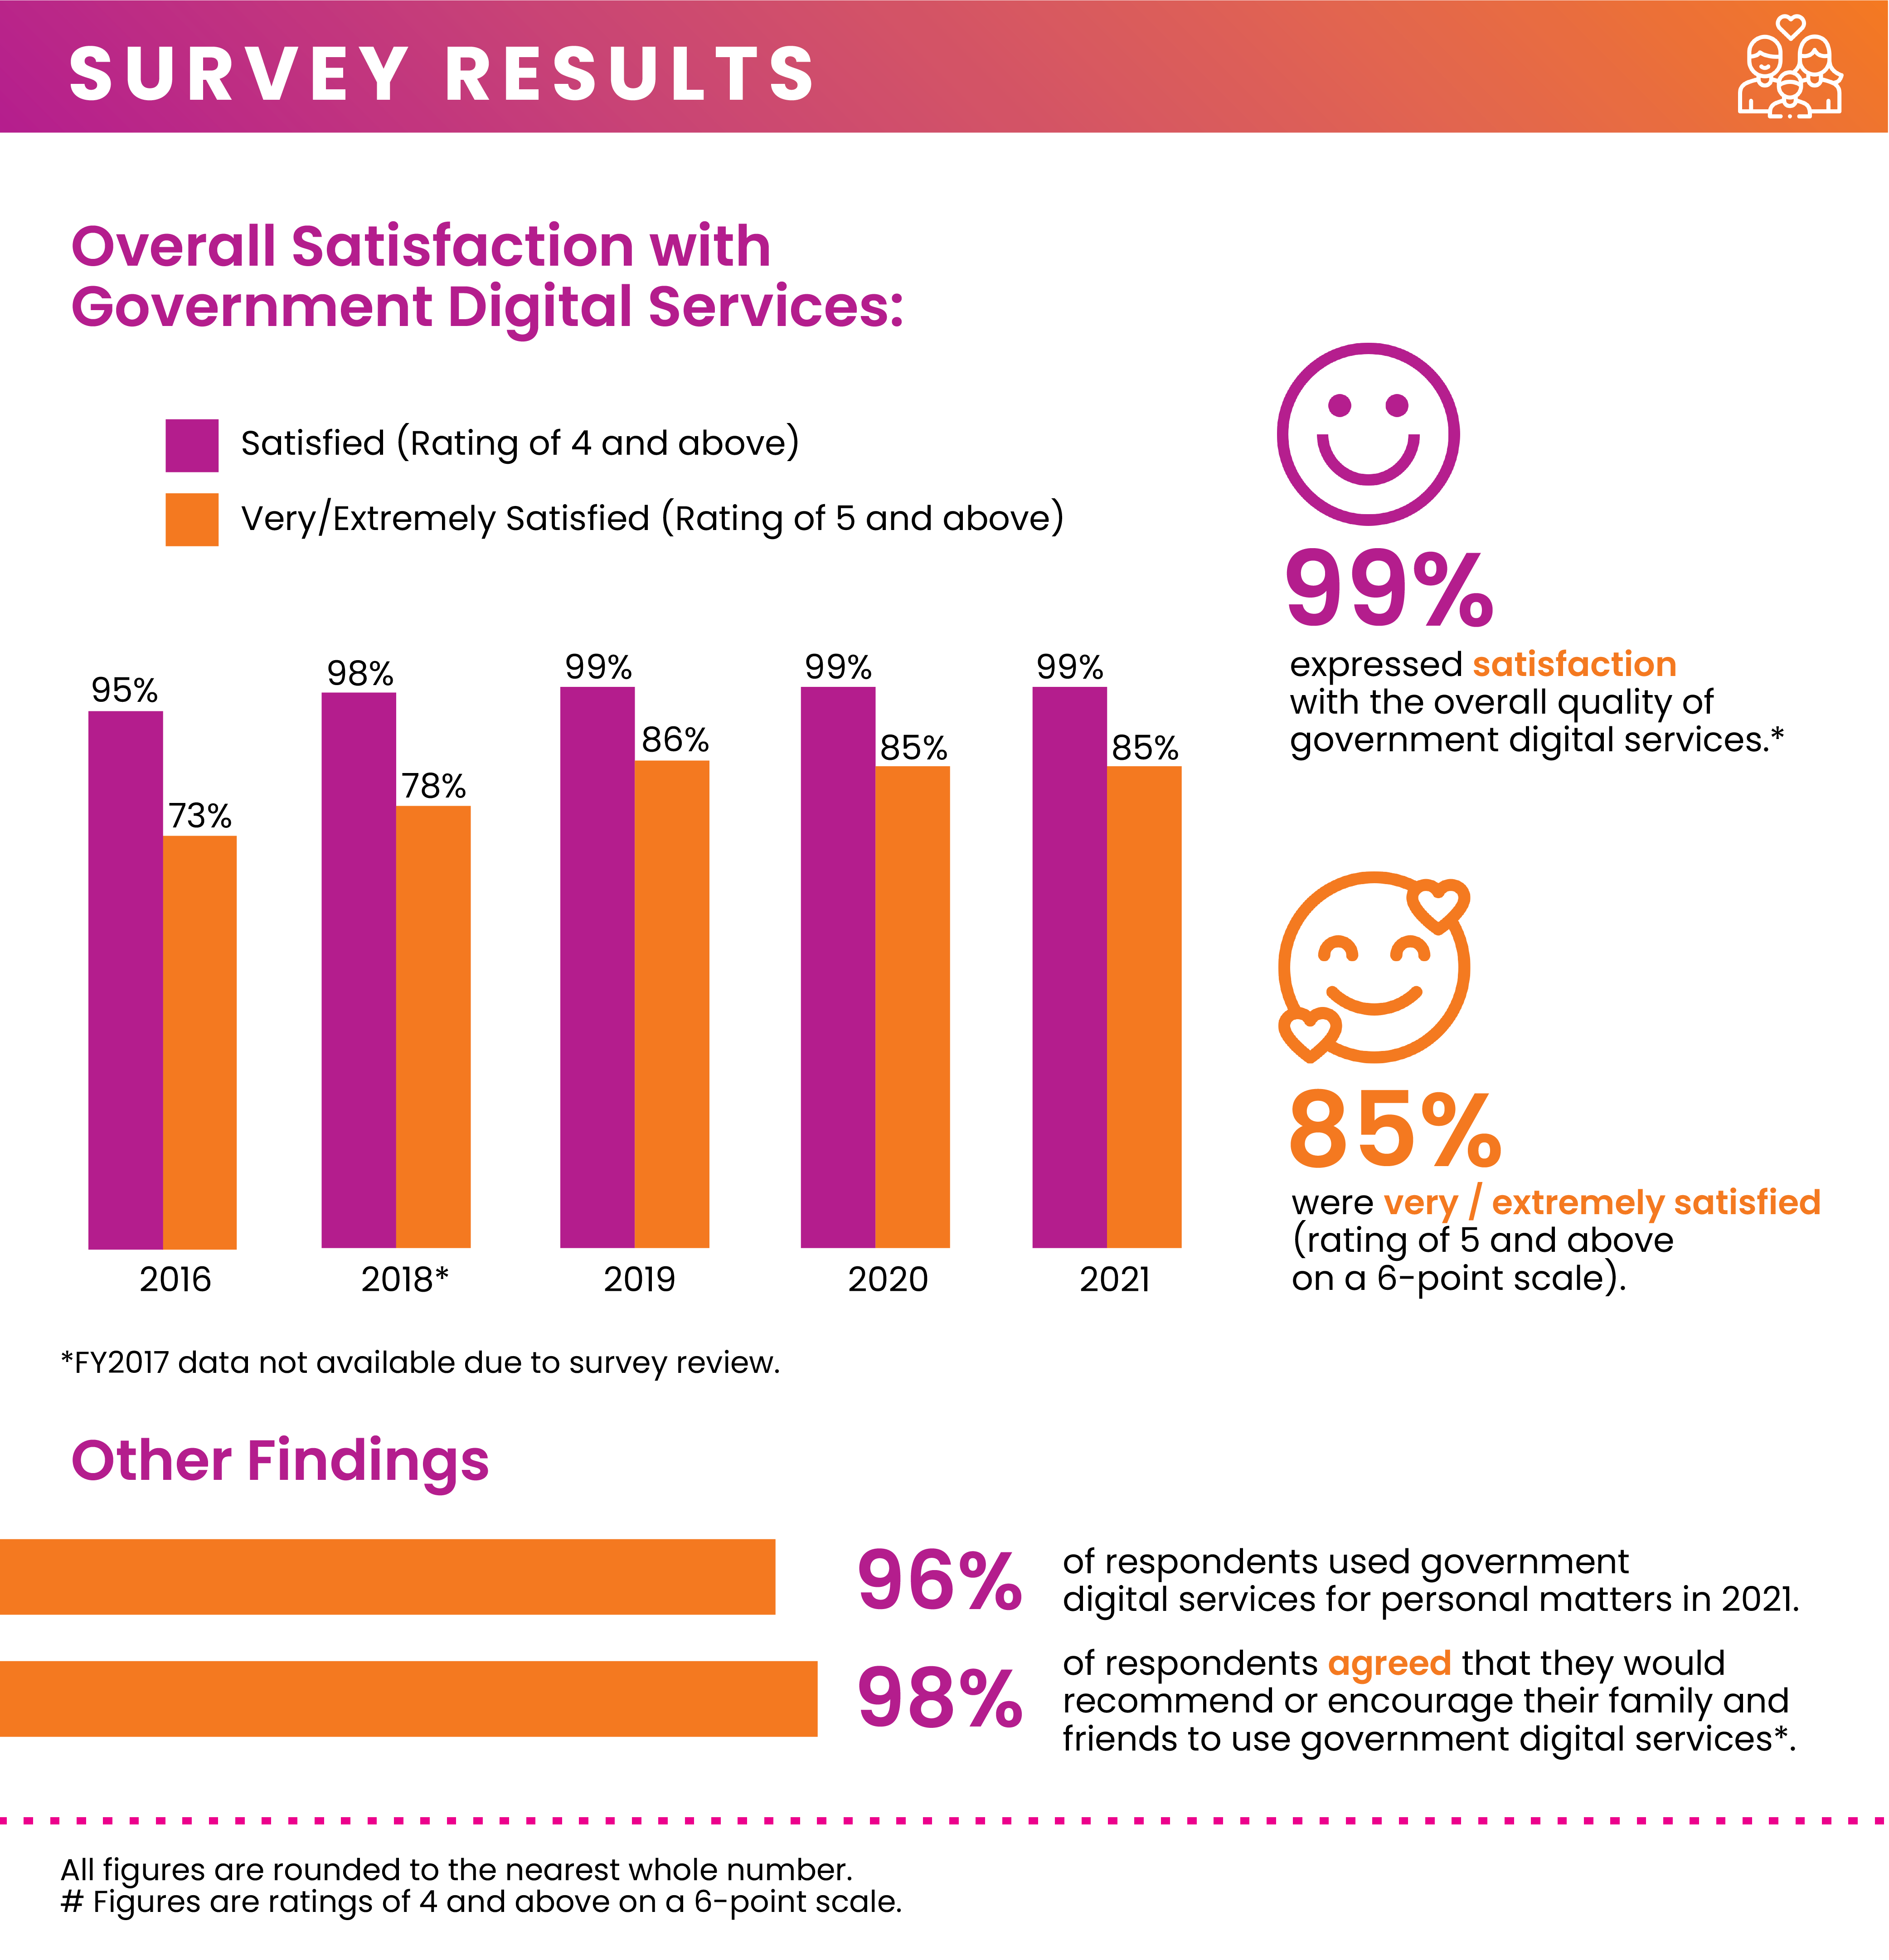 SURVEY RESULTS
Overall Satisfaction with
Government Digital Services:
Satisfied (Rating of 4 and above)
Very/Extremely Satisfied (Rating of 5 and above)
95%
73%
98%
78%
99%
86%
99%
85%
99%
85%
2016
2018*
2019
2020
2021
*FY2017 data not available due to survey review.
99%
expressed satisfaction
with the overall quality of
government digital services.*
85%
were very / extremely satisfied
(rating of 5 and above
on a 6-point scale).
Other Findings
96%
of respondents used government
digital services for personal matters in 2021.
98%
of respondents agreed that they would
recommend or encourage their family and
friends to use government digital services*.
All figures are rounded to the nearest whole number.
# Figures are ratings of 4 and above on a 6-point scale.